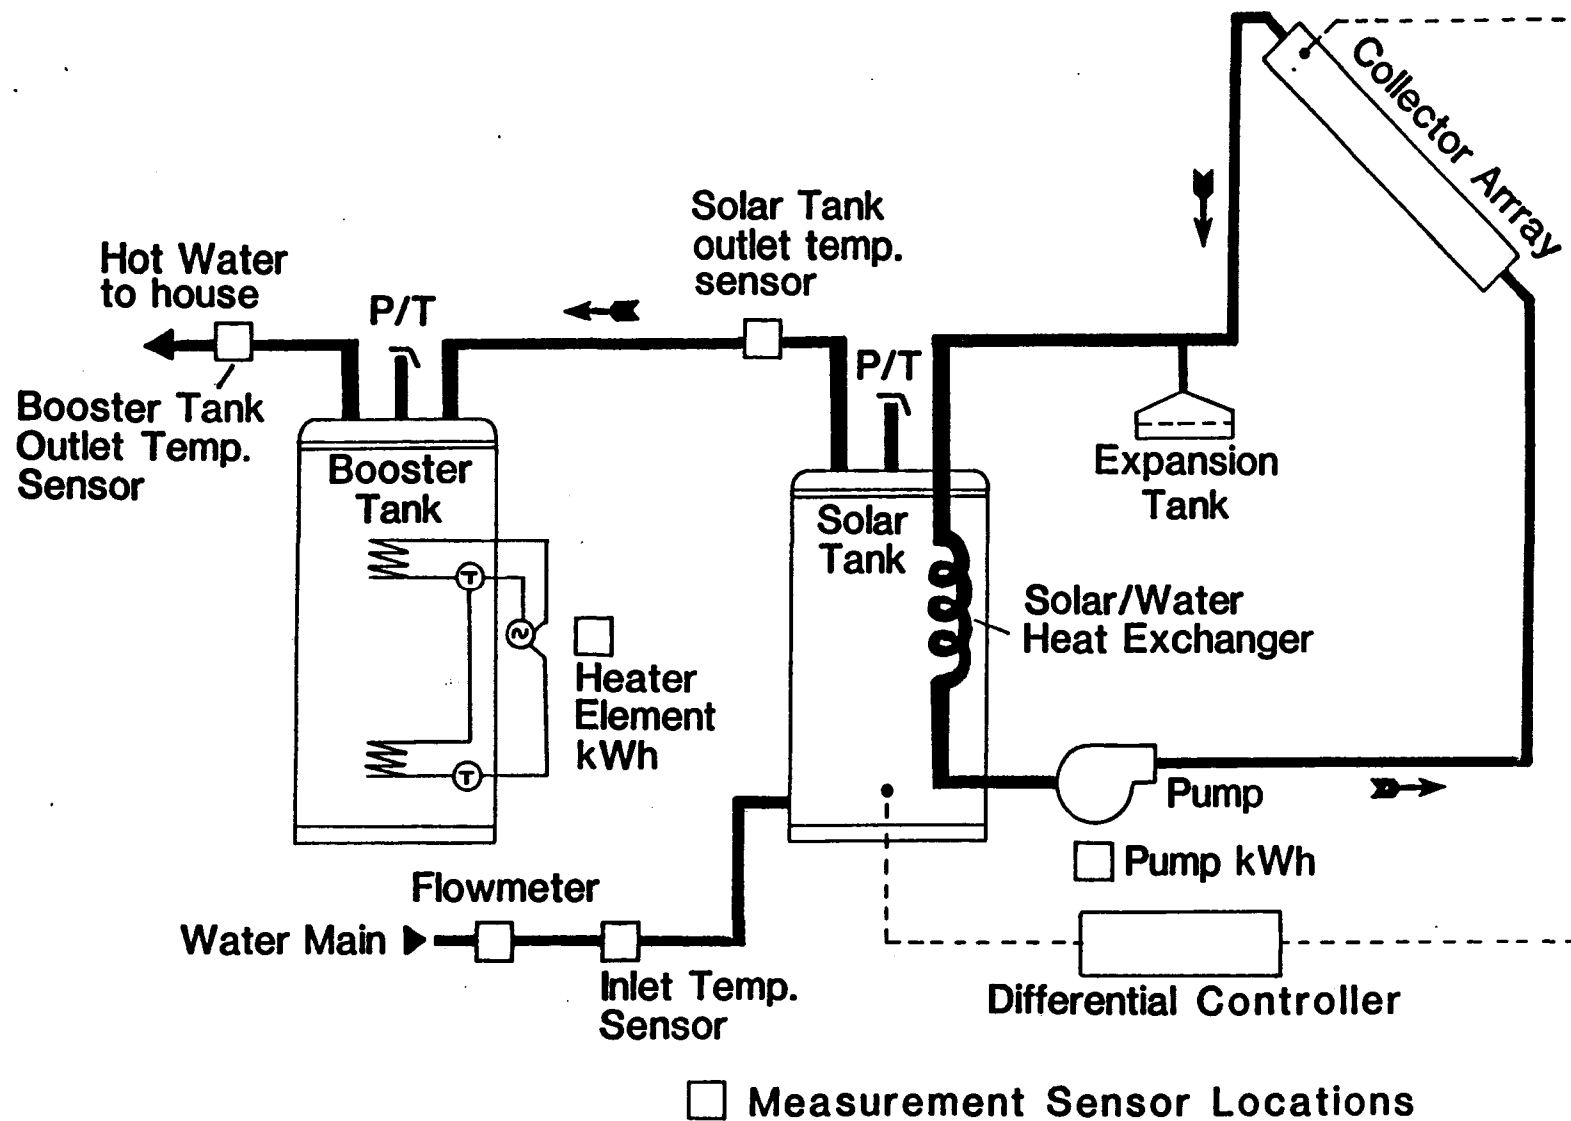 Collector Arrray
Solar Tank
outlet temp.
sensor
Hot Water
to house
P/T
P/T
Booster Tank
Outlet Temp.
Sensor
Booster
Tank
Expansion
Tank
Solar
Tank
T
Solar/Water
Heat Exchanger
~
Heater
Element
kWh
T
Pump
Pump kWh
Flowmeter
Water Main
Inlet Temp.
Sensor
Differential Controller
Measurement Sensor Locations